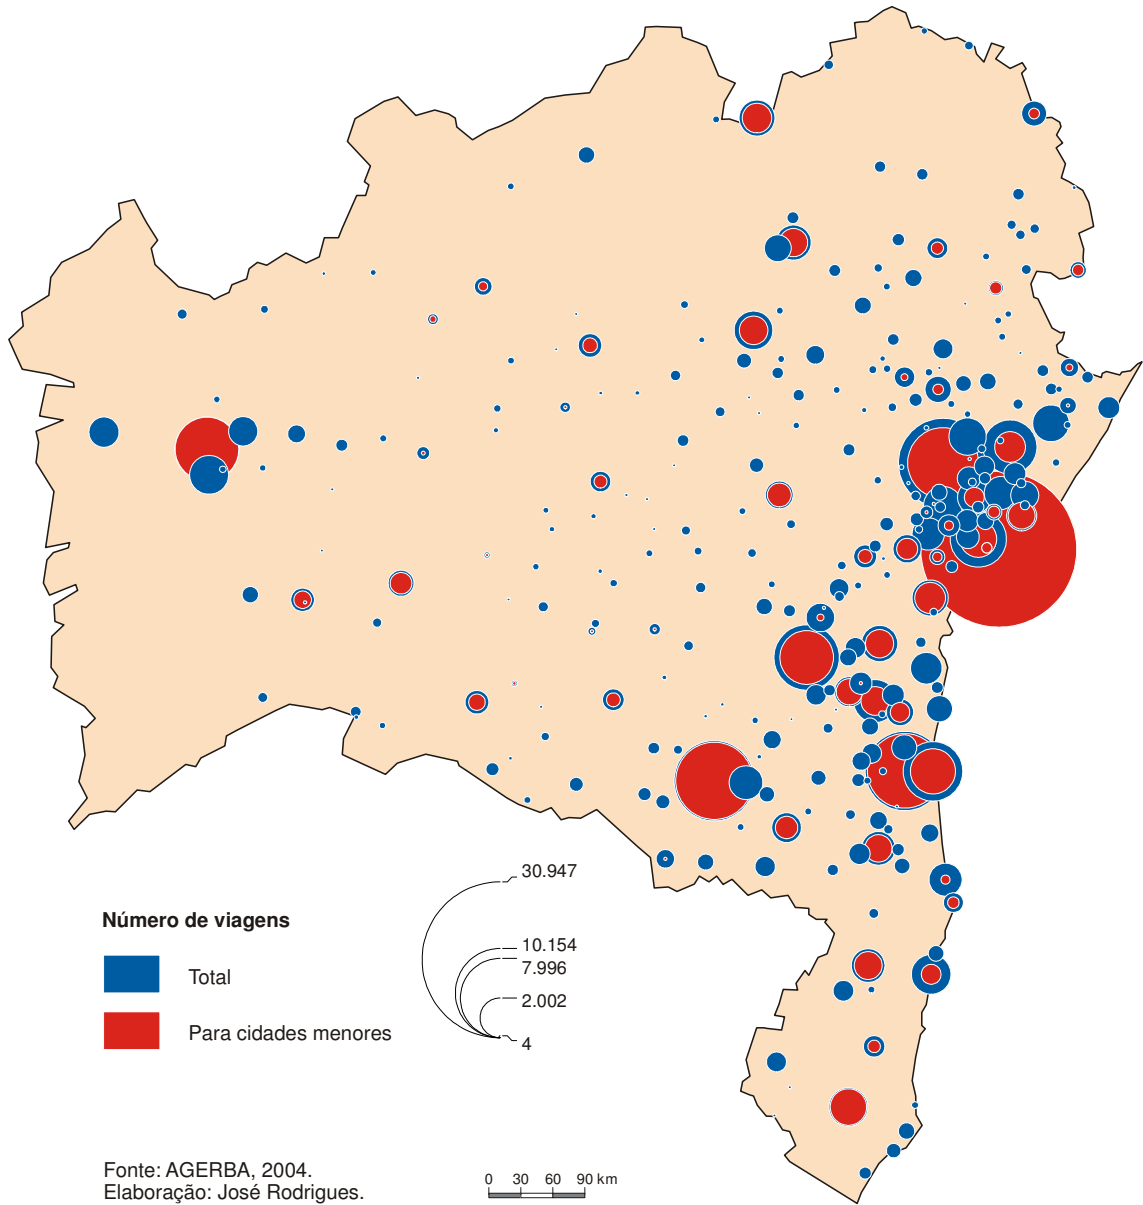 30.947
Número de viagens
10.154
7.996
Total
2.002
Para cidades menores
4
Fonte: AGERBA, 2004.
Elaboração: José Rodrigues.
0 30 60 90 km